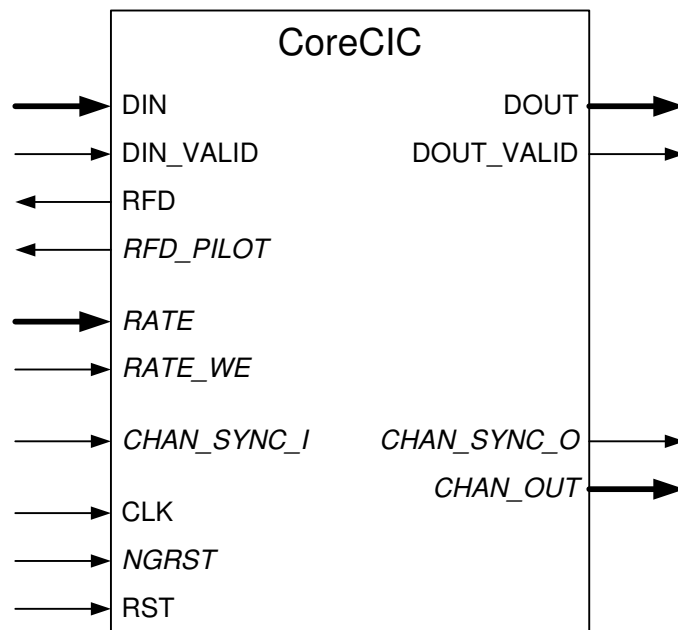 CoreCIC
DIN
DOUT
DIN_VALID
DOUT_VALID
RFD
RFD_PILOT
RATE
RATE_WE
CHAN_SYNC_I
CHAN_SYNC_O
CHAN_OUT
CLK
NGRST
RST